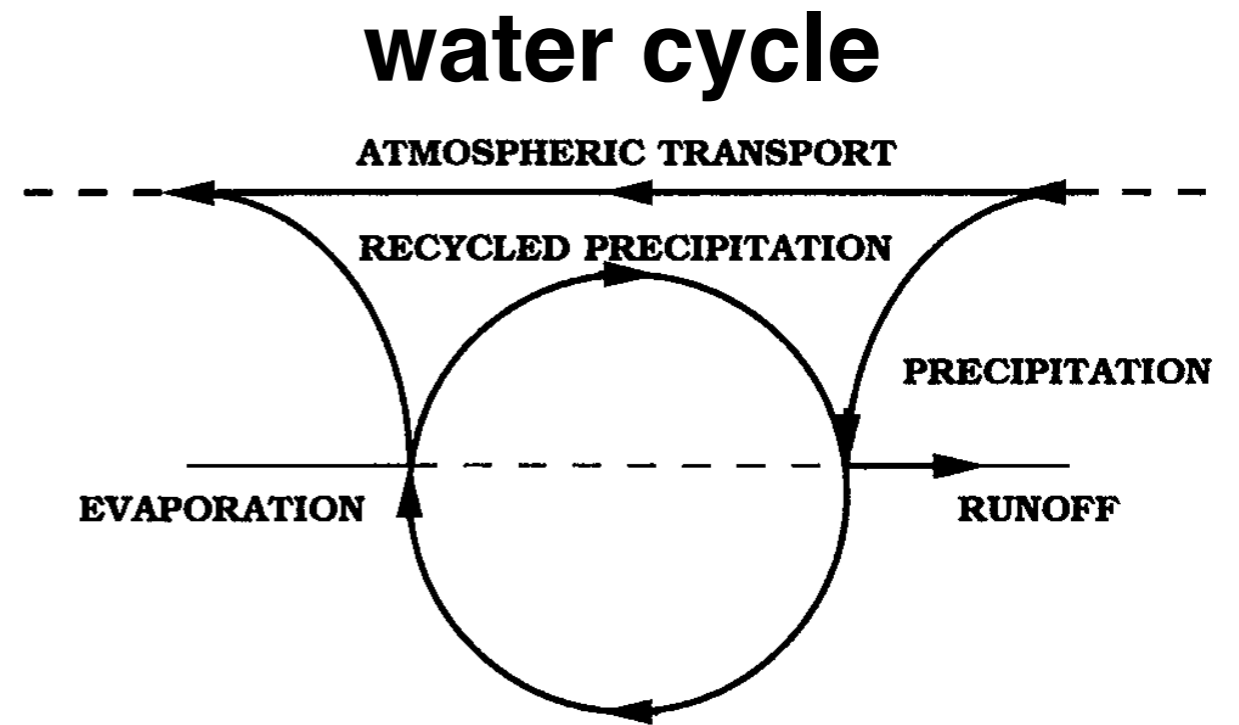 water cycle
ATMOSPHERIC TRANSPORT
RECYCLED PRECIPITATION
PRECIPITATION
EVAPORATION
RUNOFF